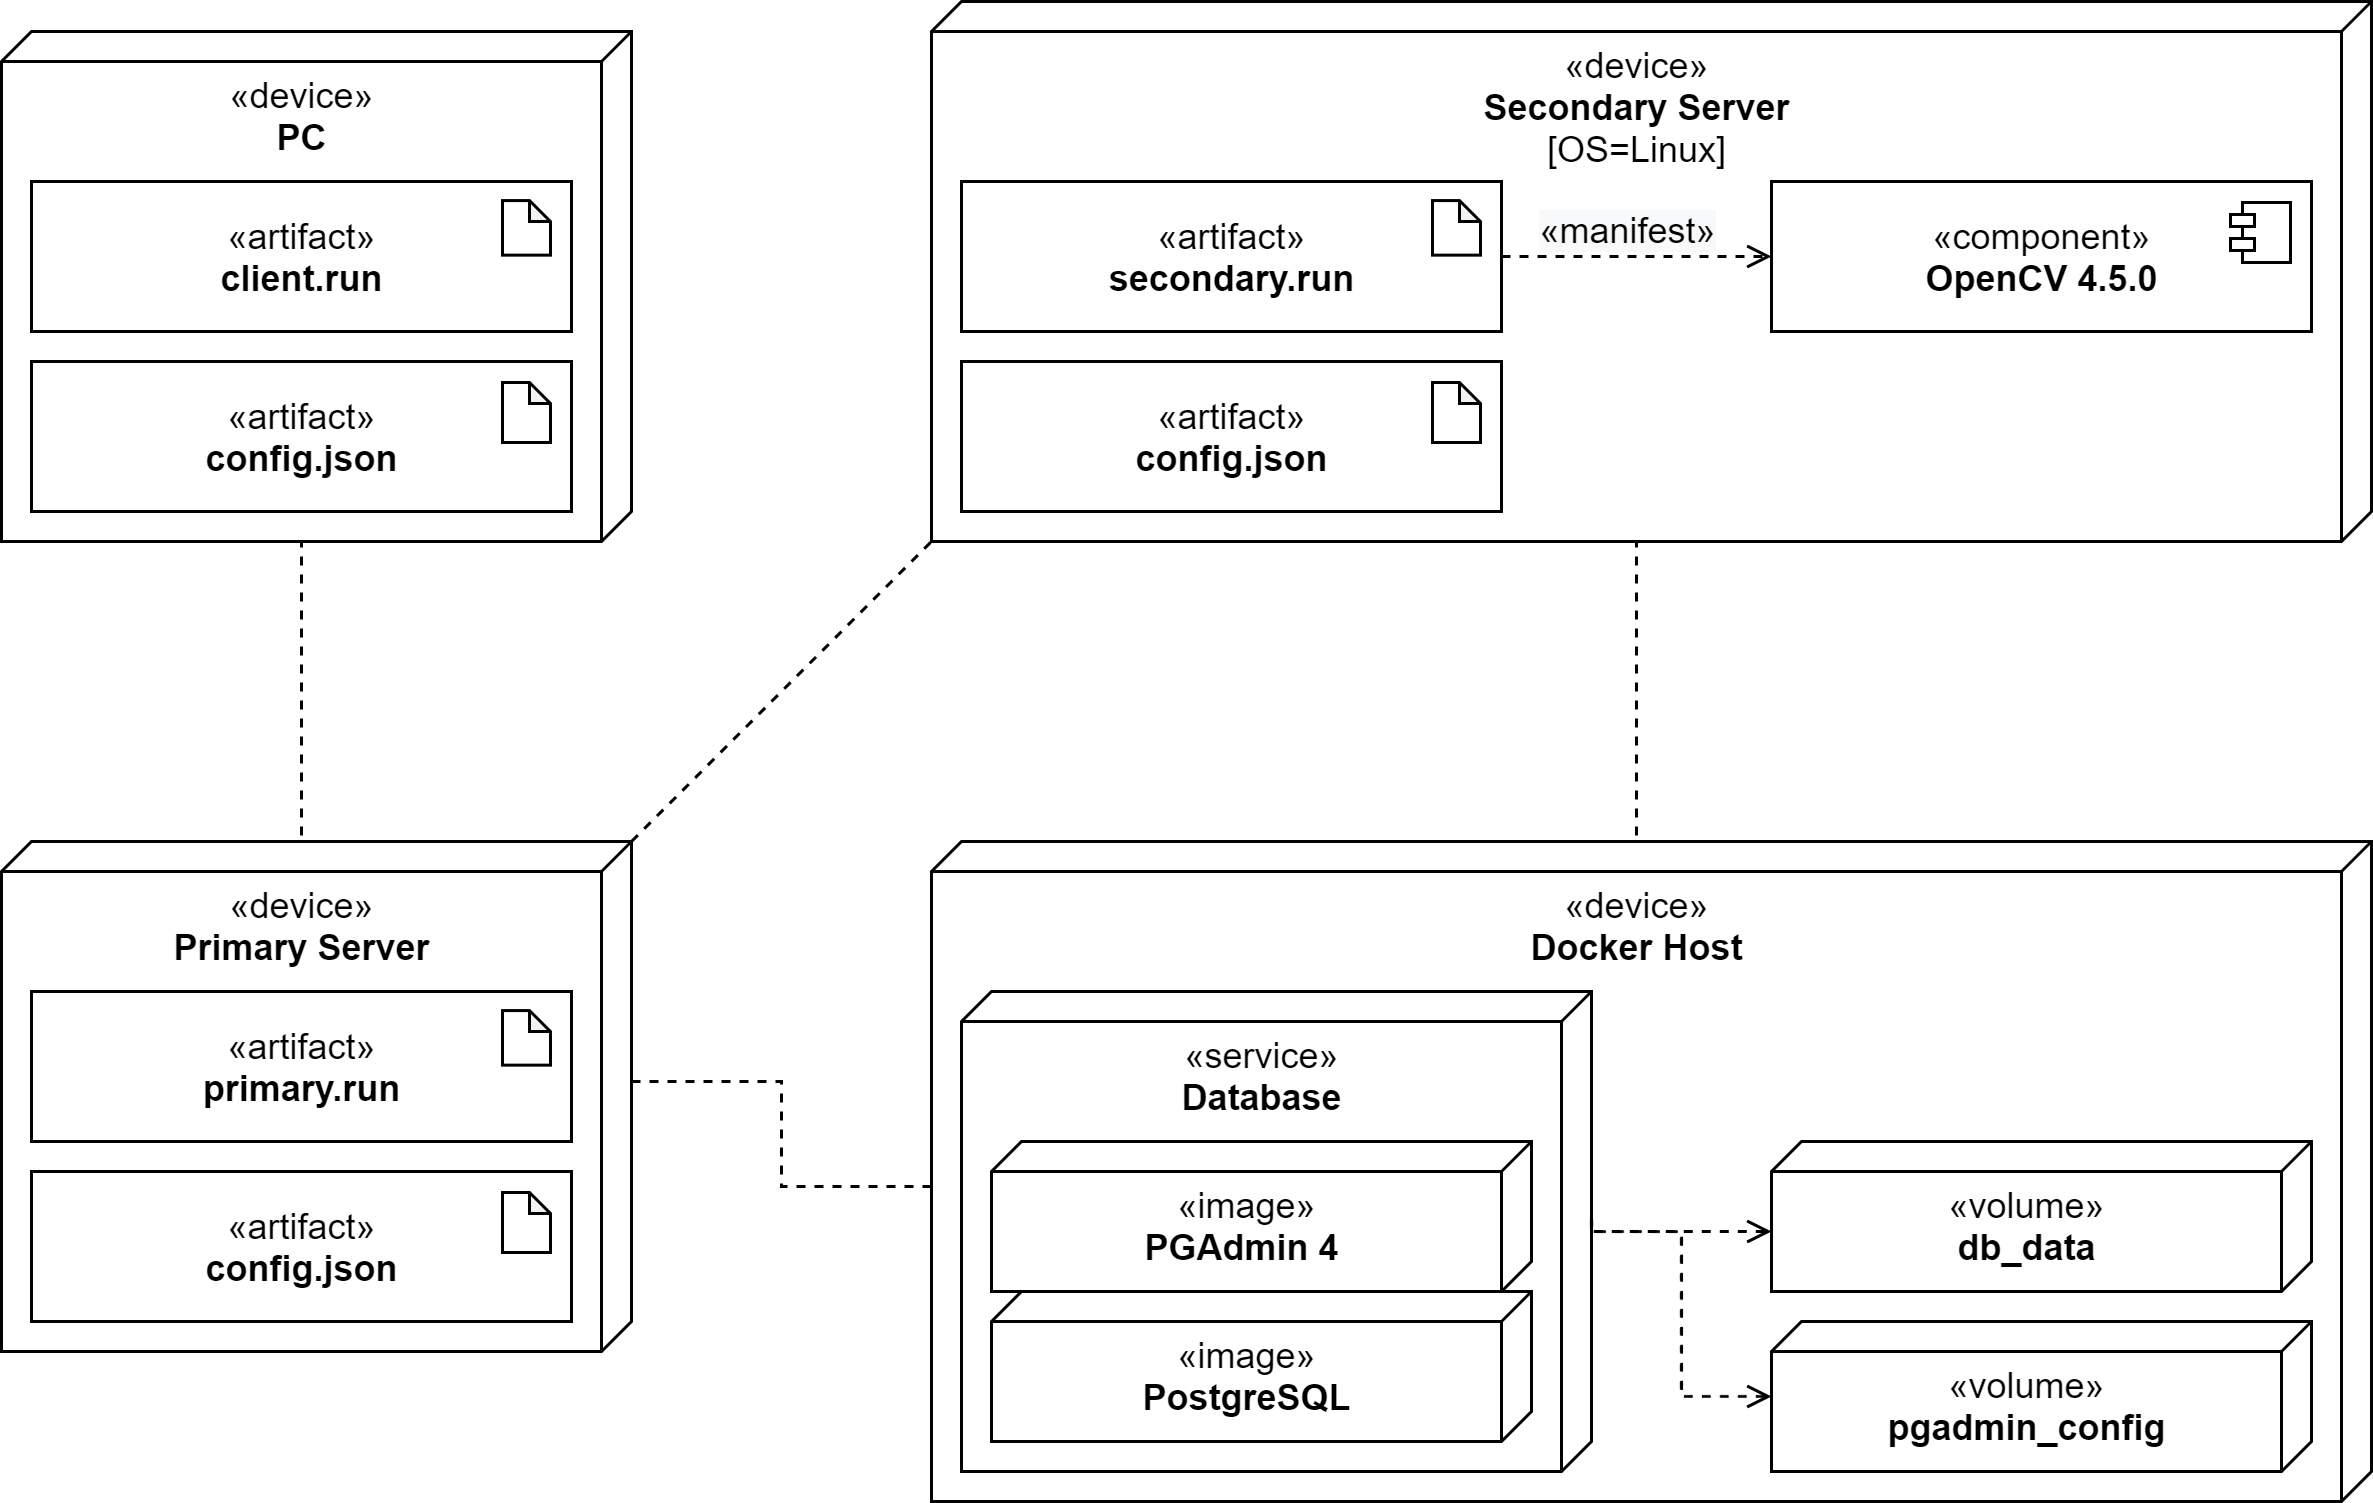 «device»
PC
«artifact»
client.run
«artifact»
config.json
«device»
Secondary Server
[OS=Linux]
«artifact»
secondary.run
«manifest»
«component»
OpenCV 4.5.0
«artifact»
config.json
«device»
Primary Server
«artifact»
primary.run
«artifact»
config.json
«device»
Docker Host
«service»
Database
«image»
PGAdmin 4
«image»
PostgreSQL
«volume»
db_data
«volume»
pgadmin_config